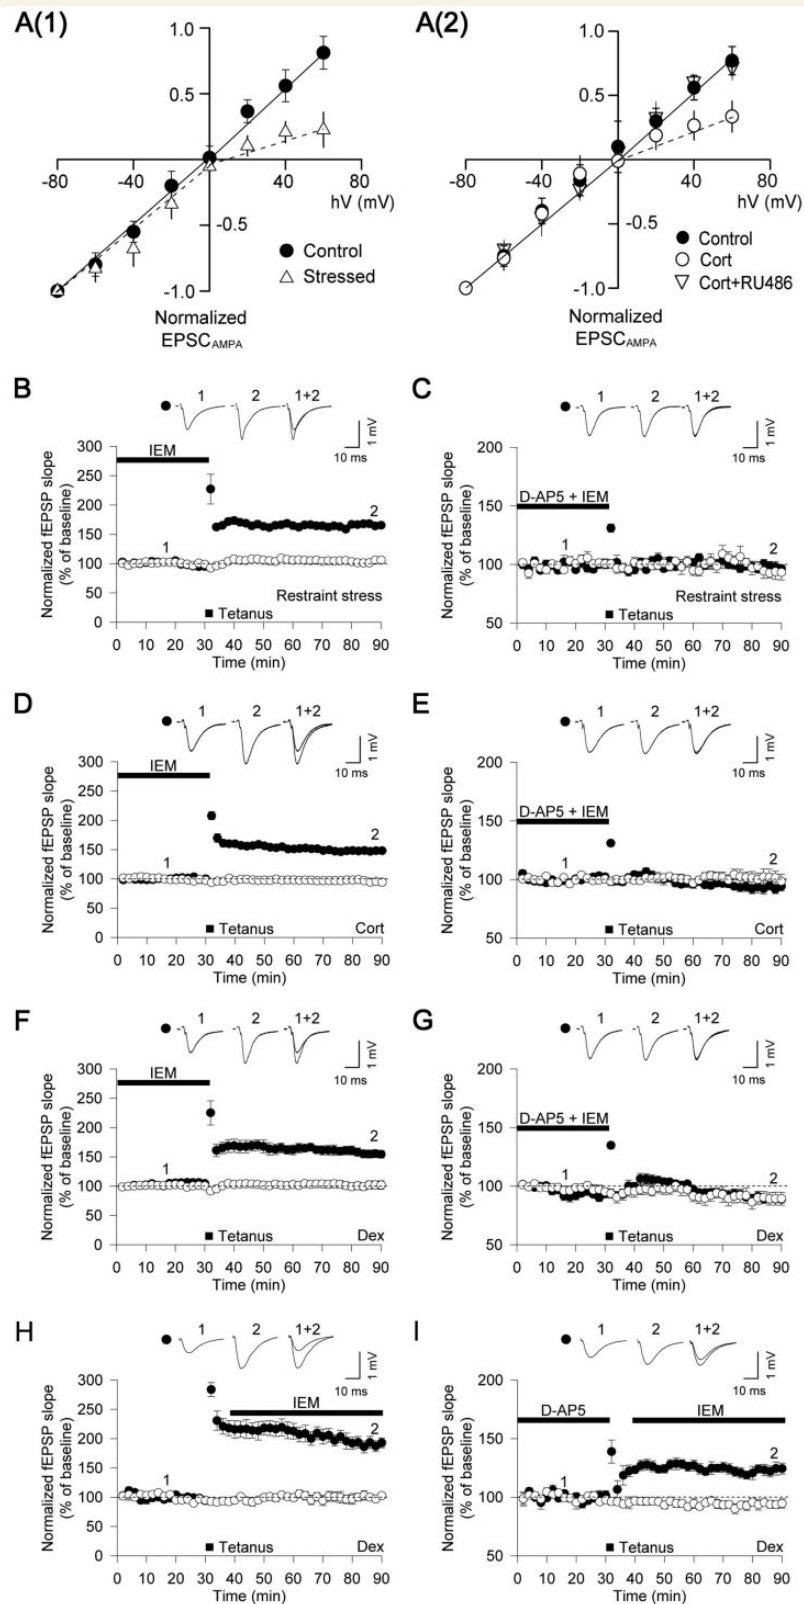 A(1)
1.0
0.5
-80
-40
0
40
80
hV (mV)
-0.5
-1.0
Control
Stressed
Normalized
EPSCAMPA
A(2)
1.0
0.5
-80
-40
0
40
80
hV (mV)
-0.5
-1.0
Control
Cort
Cort+RU486
Normalized
EPSCAMPA
B
1 2 1+2
1 mV
10 ms
Normalized fEPSP slope
(% of baseline)
300
250
200
150
100
50
0
IEM
1
2
Restraint stress
Tetanus
0 10 20 30 40 50 60 70 80 90
Time (min)
C
1 2 1+2
1 mV
10 ms
Normalized fEPSP slope
(% of baseline)
200
150
100
50
D-AP5 + IEM
1
2
Restraint stress
Tetanus
0 10 20 30 40 50 60 70 80 90
Time (min)
D
1 2 1+2
1 mV
10 ms
Normalized fEPSP slope
(% of baseline)
300
250
200
150
100
50
0
IEM
1
2
Tetanus
Cort
0 10 20 30 40 50 60 70 80 90
Time (min)
E
1 2 1+2
1 mV
10 ms
Normalized fEPSP slope
(% of baseline)
200
150
100
50
D-AP5 + IEM
1
2
Tetanus
Cort
0 10 20 30 40 50 60 70 80 90
Time (min)
F
1 2 1+2
1 mV
10 ms
Normalized fEPSP slope
(% of baseline)
300
250
200
150
100
50
0
IEM
1
2
Tetanus
Dex
0 10 20 30 40 50 60 70 80 90
Time (min)
G
1 2 1+2
1 mV
10 ms
Normalized fEPSP slope
(% of baseline)
200
150
100
50
D-AP5 + IEM
1
2
Tetanus
Dex
0 10 20 30 40 50 60 70 80 90
Time (min)
H
1 2 1+2
1 mV
10 ms
Normalized fEPSP slope
(% of baseline)
300
250
200
150
100
50
0
IEM
1
2
Tetanus
Dex
0 10 20 30 40 50 60 70 80 90
Time (min)
I
1 2 1+2
1 mV
10 ms
Normalized fEPSP slope
(% of baseline)
200
150
100
50
D-AP5
IEM
1
2
Tetanus
Dex
0 10 20 30 40 50 60 70 80 90
Time (min)